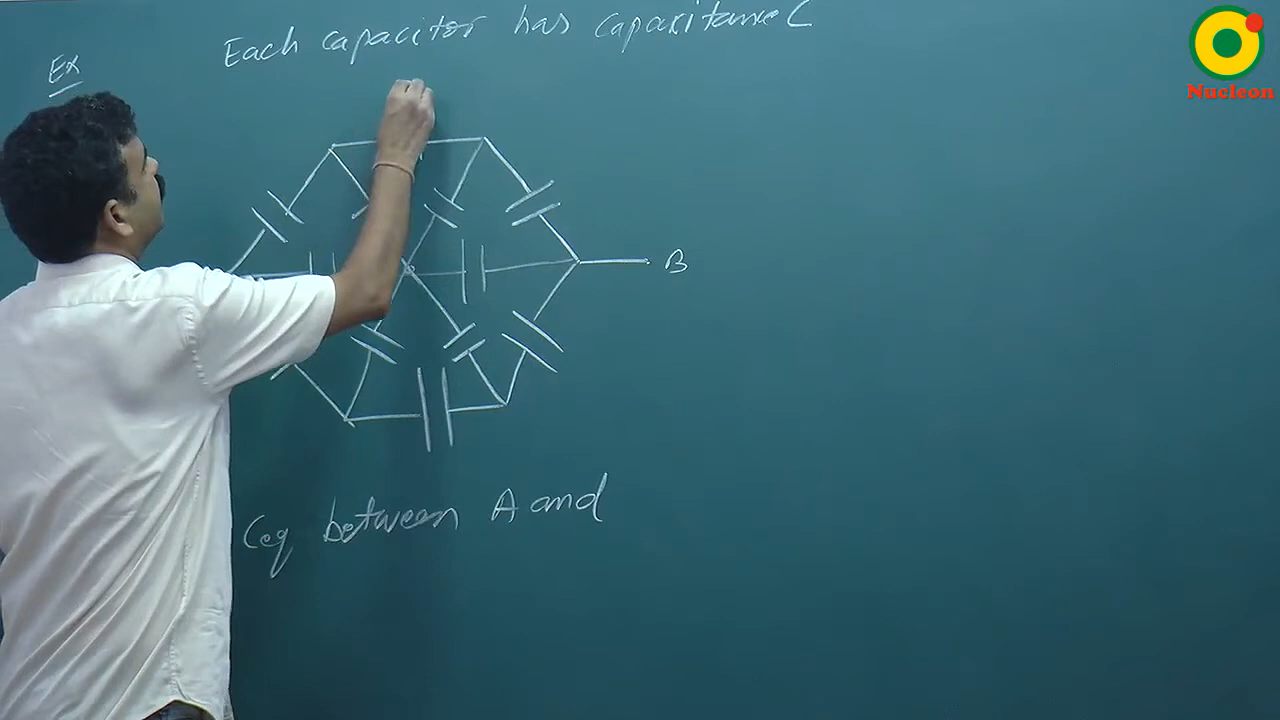 Each capacitor has capacitance C
Ex
Nucleon
B
Ceq between A and